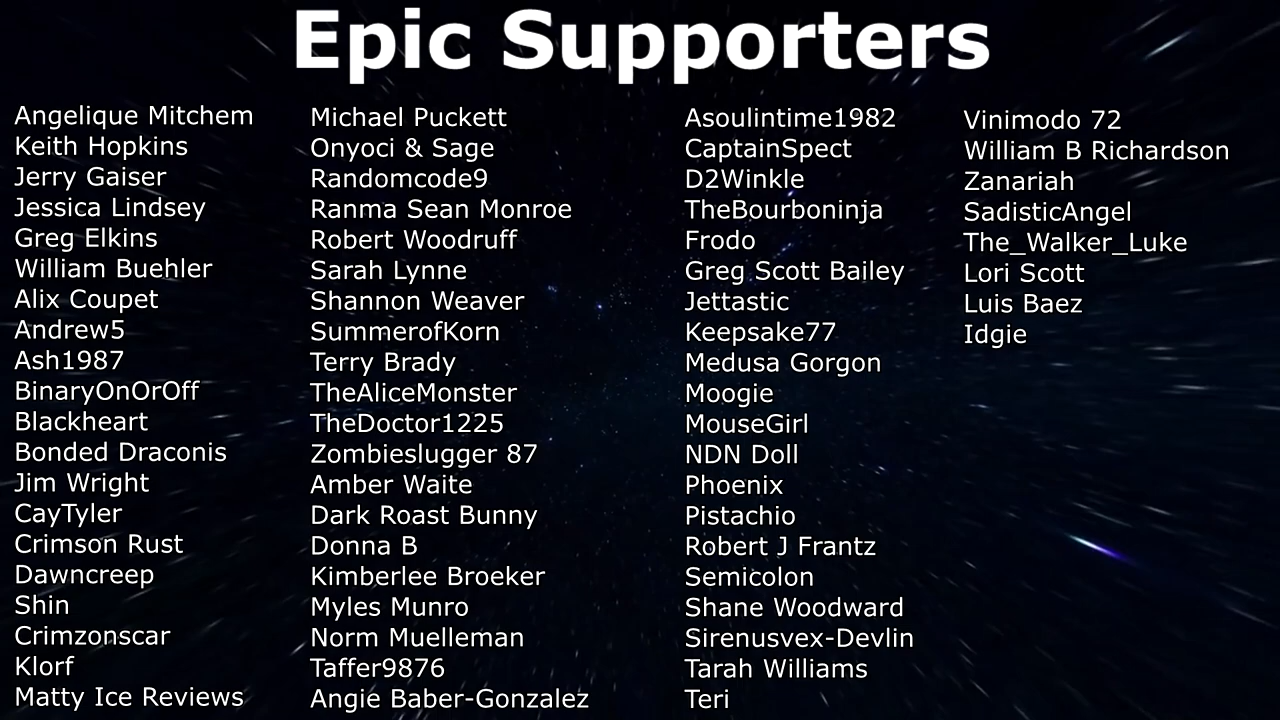 Epic Supporters
Angelique Mitchem
Keith Hopkins
Jerry Gaiser
Jessica Lindsey
Greg Elkins
William Buehler
Alix Coupet
Andrew5
Ash1987
BinaryOnOrOff
Blackheart
Bonded Draconis
Jim Wright
CayTyler
Crimson Rust
Dawncreep
Shin
Crimzonscar
Klorf
Matty Ice Reviews
Michael Puckett
Onyoci & Sage
Randomcode9
Ranma Sean Monroe
Robert Woodruff
Sarah Lynne
Shannon Weaver
SummerofKorn
Terry Brady
TheAliceMonster
TheDoctor1225
Zombieslugger 87
Amber Waite
Dark Roast Bunny
Donna B
Kimberlee Broeker
Myles Munro
Norm Muelleman
Taffer9876
Angie Baber-Gonzalez
Asoulintime1982
CaptainSpect
D2Winkle
TheBourboninja
Frodo
Greg Scott Bailey
Jettastic
Keepsake77
Medusa Gorgon
Moogie
MouseGirl
NDN Doll
Phoenix
Pistachio
Robert J Frantz
Semicolon
Shane Woodward
Sirenusvex-Devlin
Tarah Williams
Teri
Vinimodo 72
William B Richardson
Zanariah
SadisticAngel
The_Walker_Luke
Lori Scott
Luis Baez
Idgie